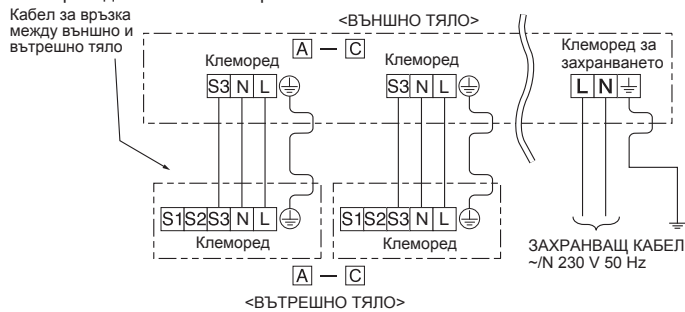 Кабел за връзка
между външно и
вътрешно тяло
<ВЪНШНО ТЯЛО>
A – C
Клеморед
S3 N L
Клеморед
S3 N L
Клеморед за
захранването
L N
S1 S2 S3 N L
Клеморед
S1 S2 S3 N L
Клеморед
ЗАХРАНВАЩ КАБЕЛ
~/N 230 V 50 Hz
A – C
<ВЪТРЕШНО ТЯЛО>